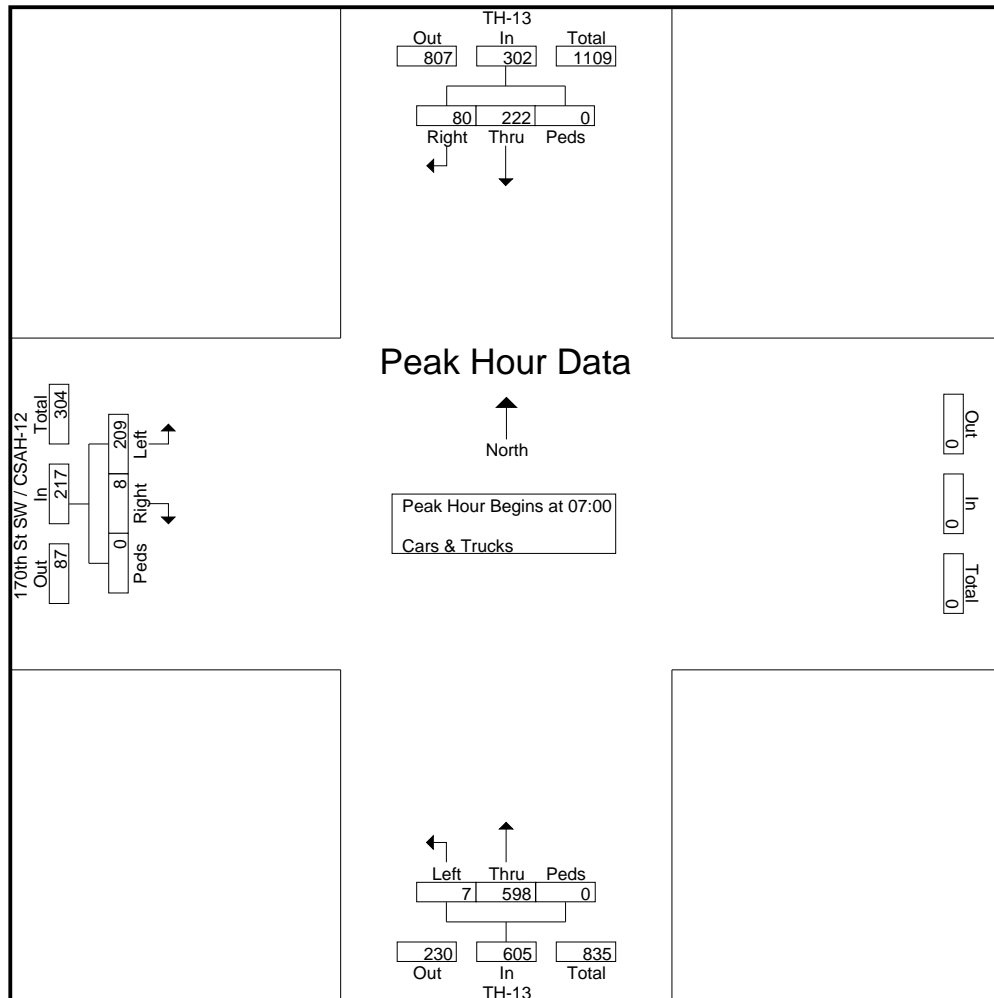 TH-13
Out In Total
807 302 1109
80 222 0
Right Thru Peds
Peak Hour Data
North
Peak Hour Begins at 07:00
Cars & Trucks
170th St SW / CSAH-12
Out In Total
87 217 304
0 8 209
Peds Right Left
Out In Total
0 0 0
Left Thru Peds
7 598 0
230 605 835
Out In Total
TH-13